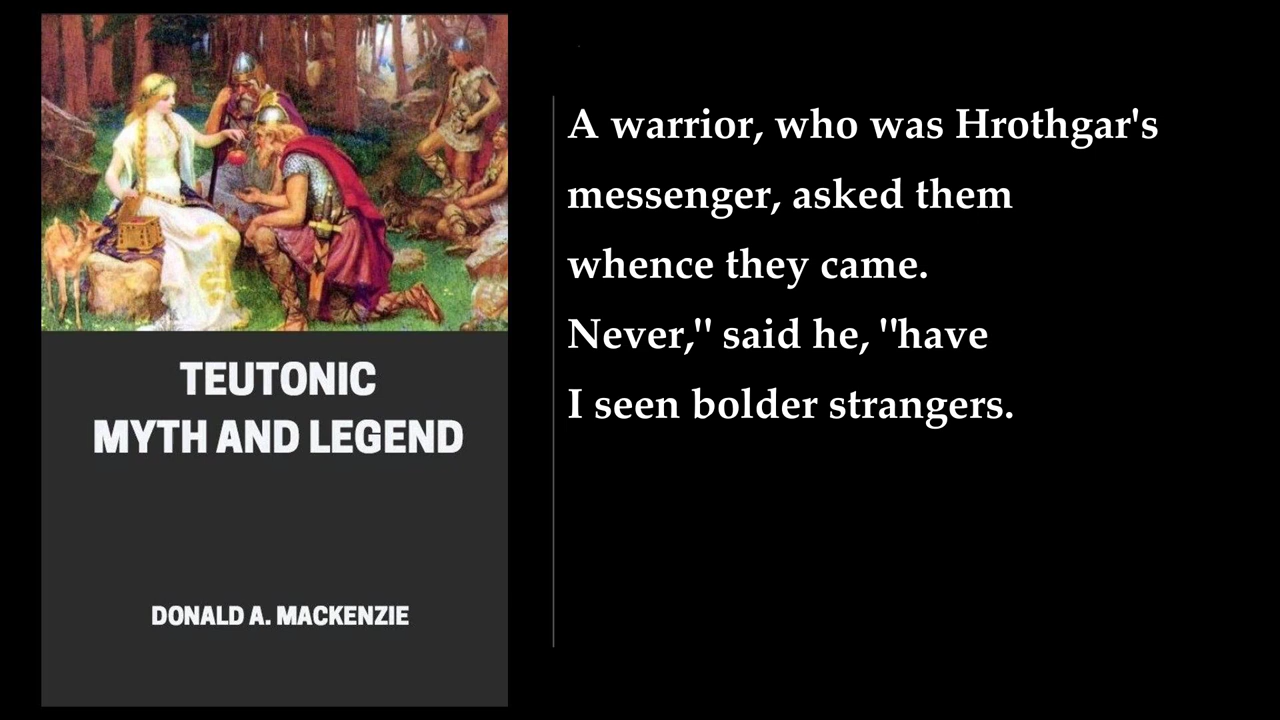 TEUTONIC
MYTH AND LEGEND
DONALD A. MACKENZIE
A warrior, who was Hrothgar's
messenger, asked them
whence they came.
Never," said he, "have
I seen bolder strangers.